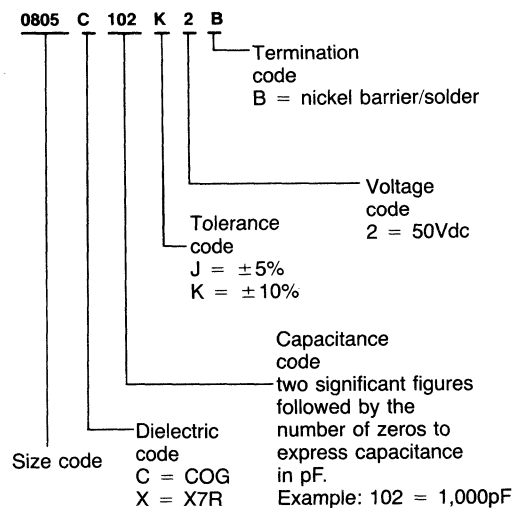 0805 C 102 K 2 B
Termination
code
B = nickel barrier/solder
Voltage
code
2 = 50Vdc
Tolerance
code
J = ±5%
K = ±10%
Capacitance
code
two significant figures
followed by the
number of zeros to
express capacitance
in pF.
Example: 102 = 1,000pF
Dielectric
code
C = COG
X = X7R
Size code